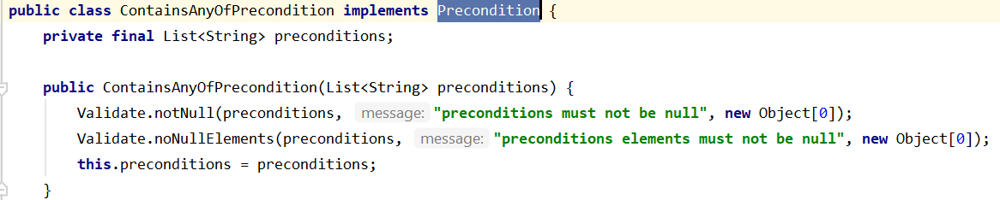 public class ContainsAnyOfPrecondition implements Precondition {
private final List<String> preconditions;
public ContainsAnyOfPrecondition(List<String> preconditions) {
Validate.notNull(preconditions, message: "preconditions must not be null", new Object[0]);
Validate.noNullElements(preconditions, message: "preconditions elements must not be null", new Object[0]);
this.preconditions = preconditions;
}